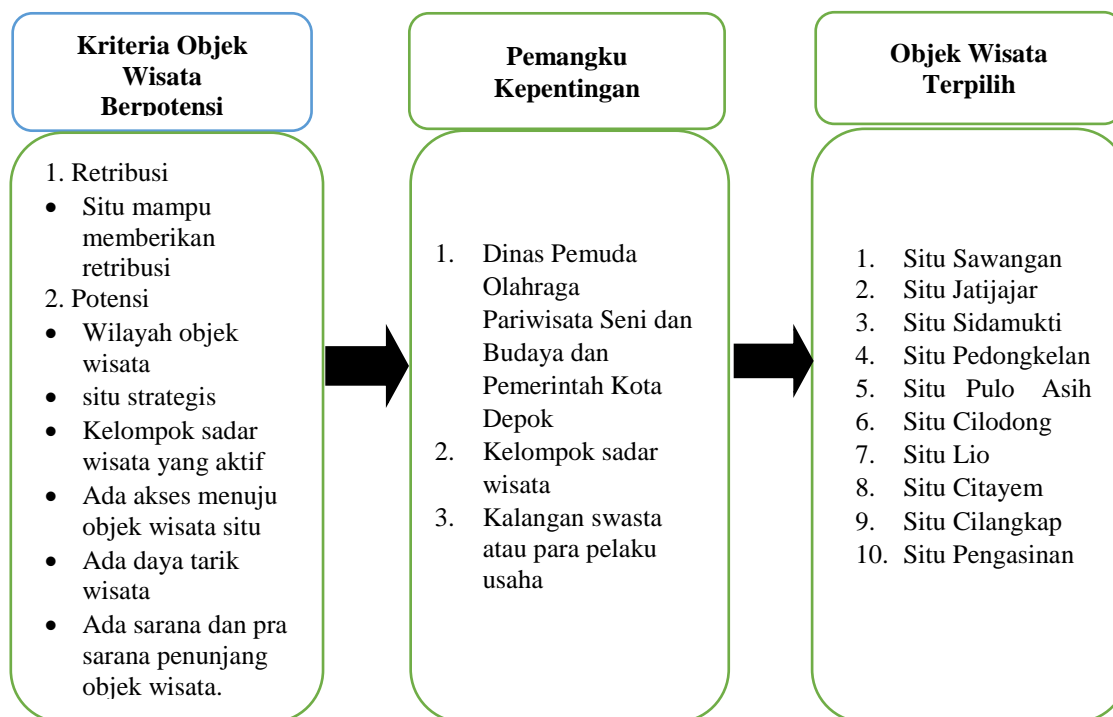 Kriteria Objek
Wisata
Berpotensi
1. Retribusi
• Situ mampu
memberikan
retribusi
2. Potensi
• Wilayah objek
wisata
• situ strategis
• Kelompok sadar
wisata yang aktif
• Ada akses menuju
objek wisata situ
• Ada daya tarik
wisata
• Ada sarana dan pra
sarana penunjang
objek wisata.
Pemangku
Kepentingan
1. Dinas Pemuda
Olahraga
Pariwisata Seni dan
Budaya dan
Pemerintah Kota
Depok
2. Kelompok sadar
wisata
3. Kalangan swasta
atau para pelaku
usaha
Objek Wisata
Terpilih
1. Situ Sawangan
2. Situ Jatijajar
3. Situ Sidamukti
4. Situ Pedongkelan
5. Situ Pulo Asih
6. Situ Cilodong
7. Situ Lio
8. Situ Citayem
9. Situ Cilangkap
10. Situ Pengasinan